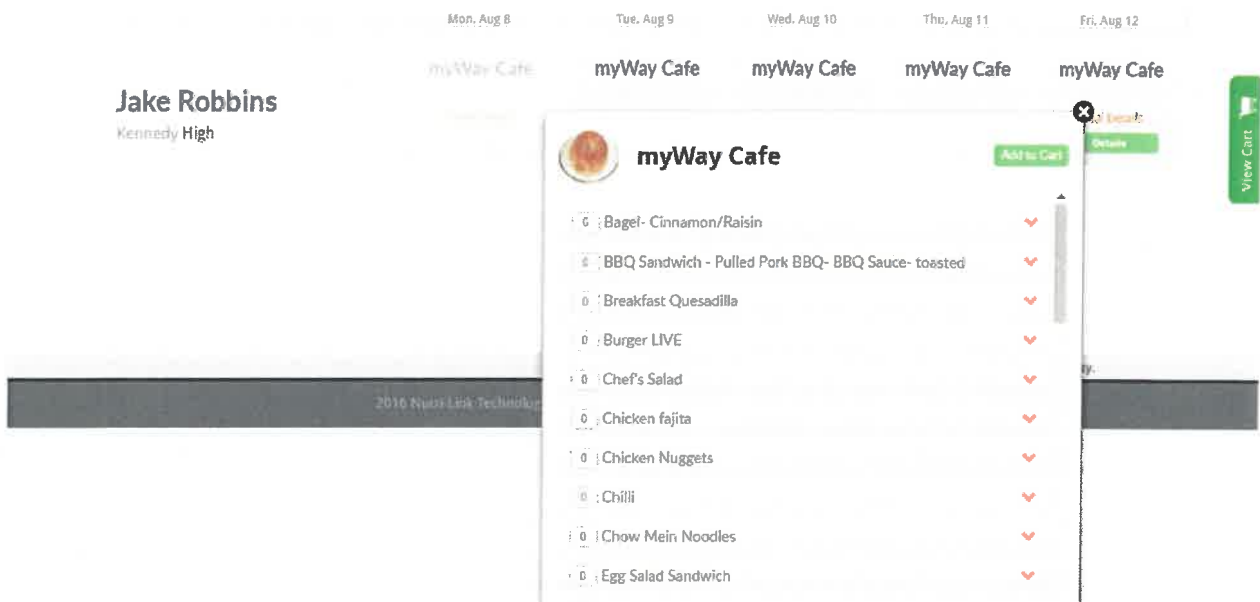 Mon, Aug 8 Tue, Aug 9 Wed, Aug 10 Thu, Aug 11 Fri, Aug 12
myWay Cafe myWay Cafe myWay Cafe myWay Cafe myWay Cafe
Jake Robbins
Kennedy High
Details
View Cart
myWay Cafe
Add to Cart
Bagel- Cinnamon/Raisin
BBQ Sandwich - Pulled Pork BBQ- BBQ Sauce- toasted
0 Breakfast Quesadilla
0 Burger LIVE
0 Chef's Salad
0 Chicken fajita
0 Chicken Nuggets
0 Chilli
0 Chow Mein Noodles
0 Egg Salad Sandwich
2016